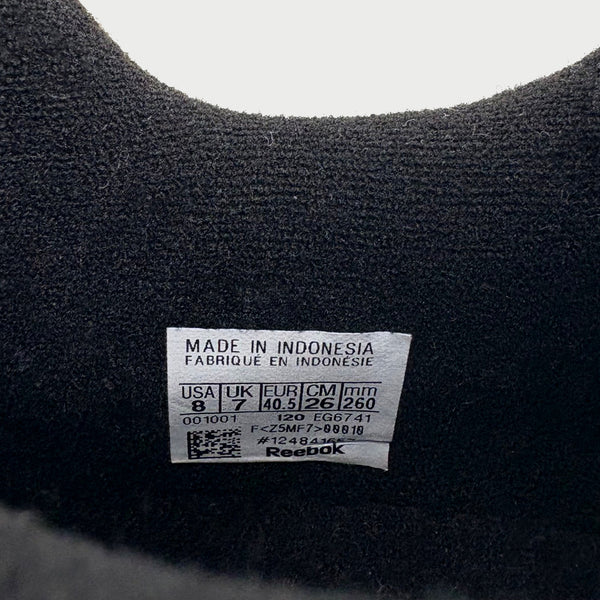 MADE IN INDONESIA
FABRIQUÉ EN INDONÉSIE
USA UK EUR CM mm
8 7 40.5 26 260
001001 120 EG6741
F<Z5MF7>00010
Reebok